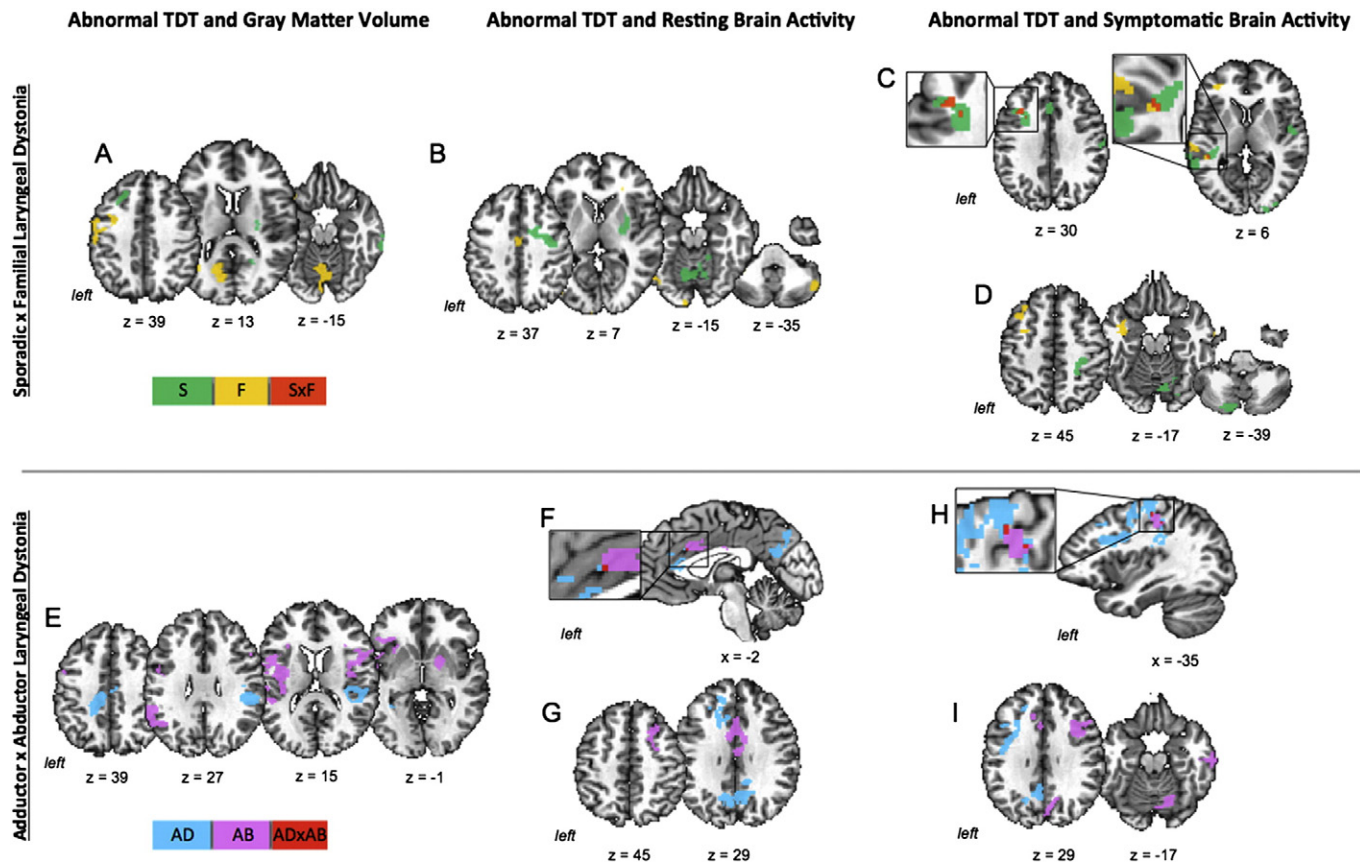 Abnormal TDT and Gray Matter Volume
Abnormal TDT and Resting Brain Activity
Abnormal TDT and Symptomatic Brain Activity
Sporadic x Familial Laryngeal Dystonia
A
left
z = 39
z = 13
z = -15
B
left
z = 37
z = 7
z = -15
z = -35
C
left
z = 30
z = 6
D
left
z = 45
z = -17
z = -39
S
F
SxF
Adductor x Abductor Laryngeal Dystonia
E
left
z = 39
z = 27
z = 15
z = -1
F
left
x = -2
G
left
z = 45
z = 29
H
left
x = -35
I
left
z = 29
z = -17
AD
AB
ADxAB